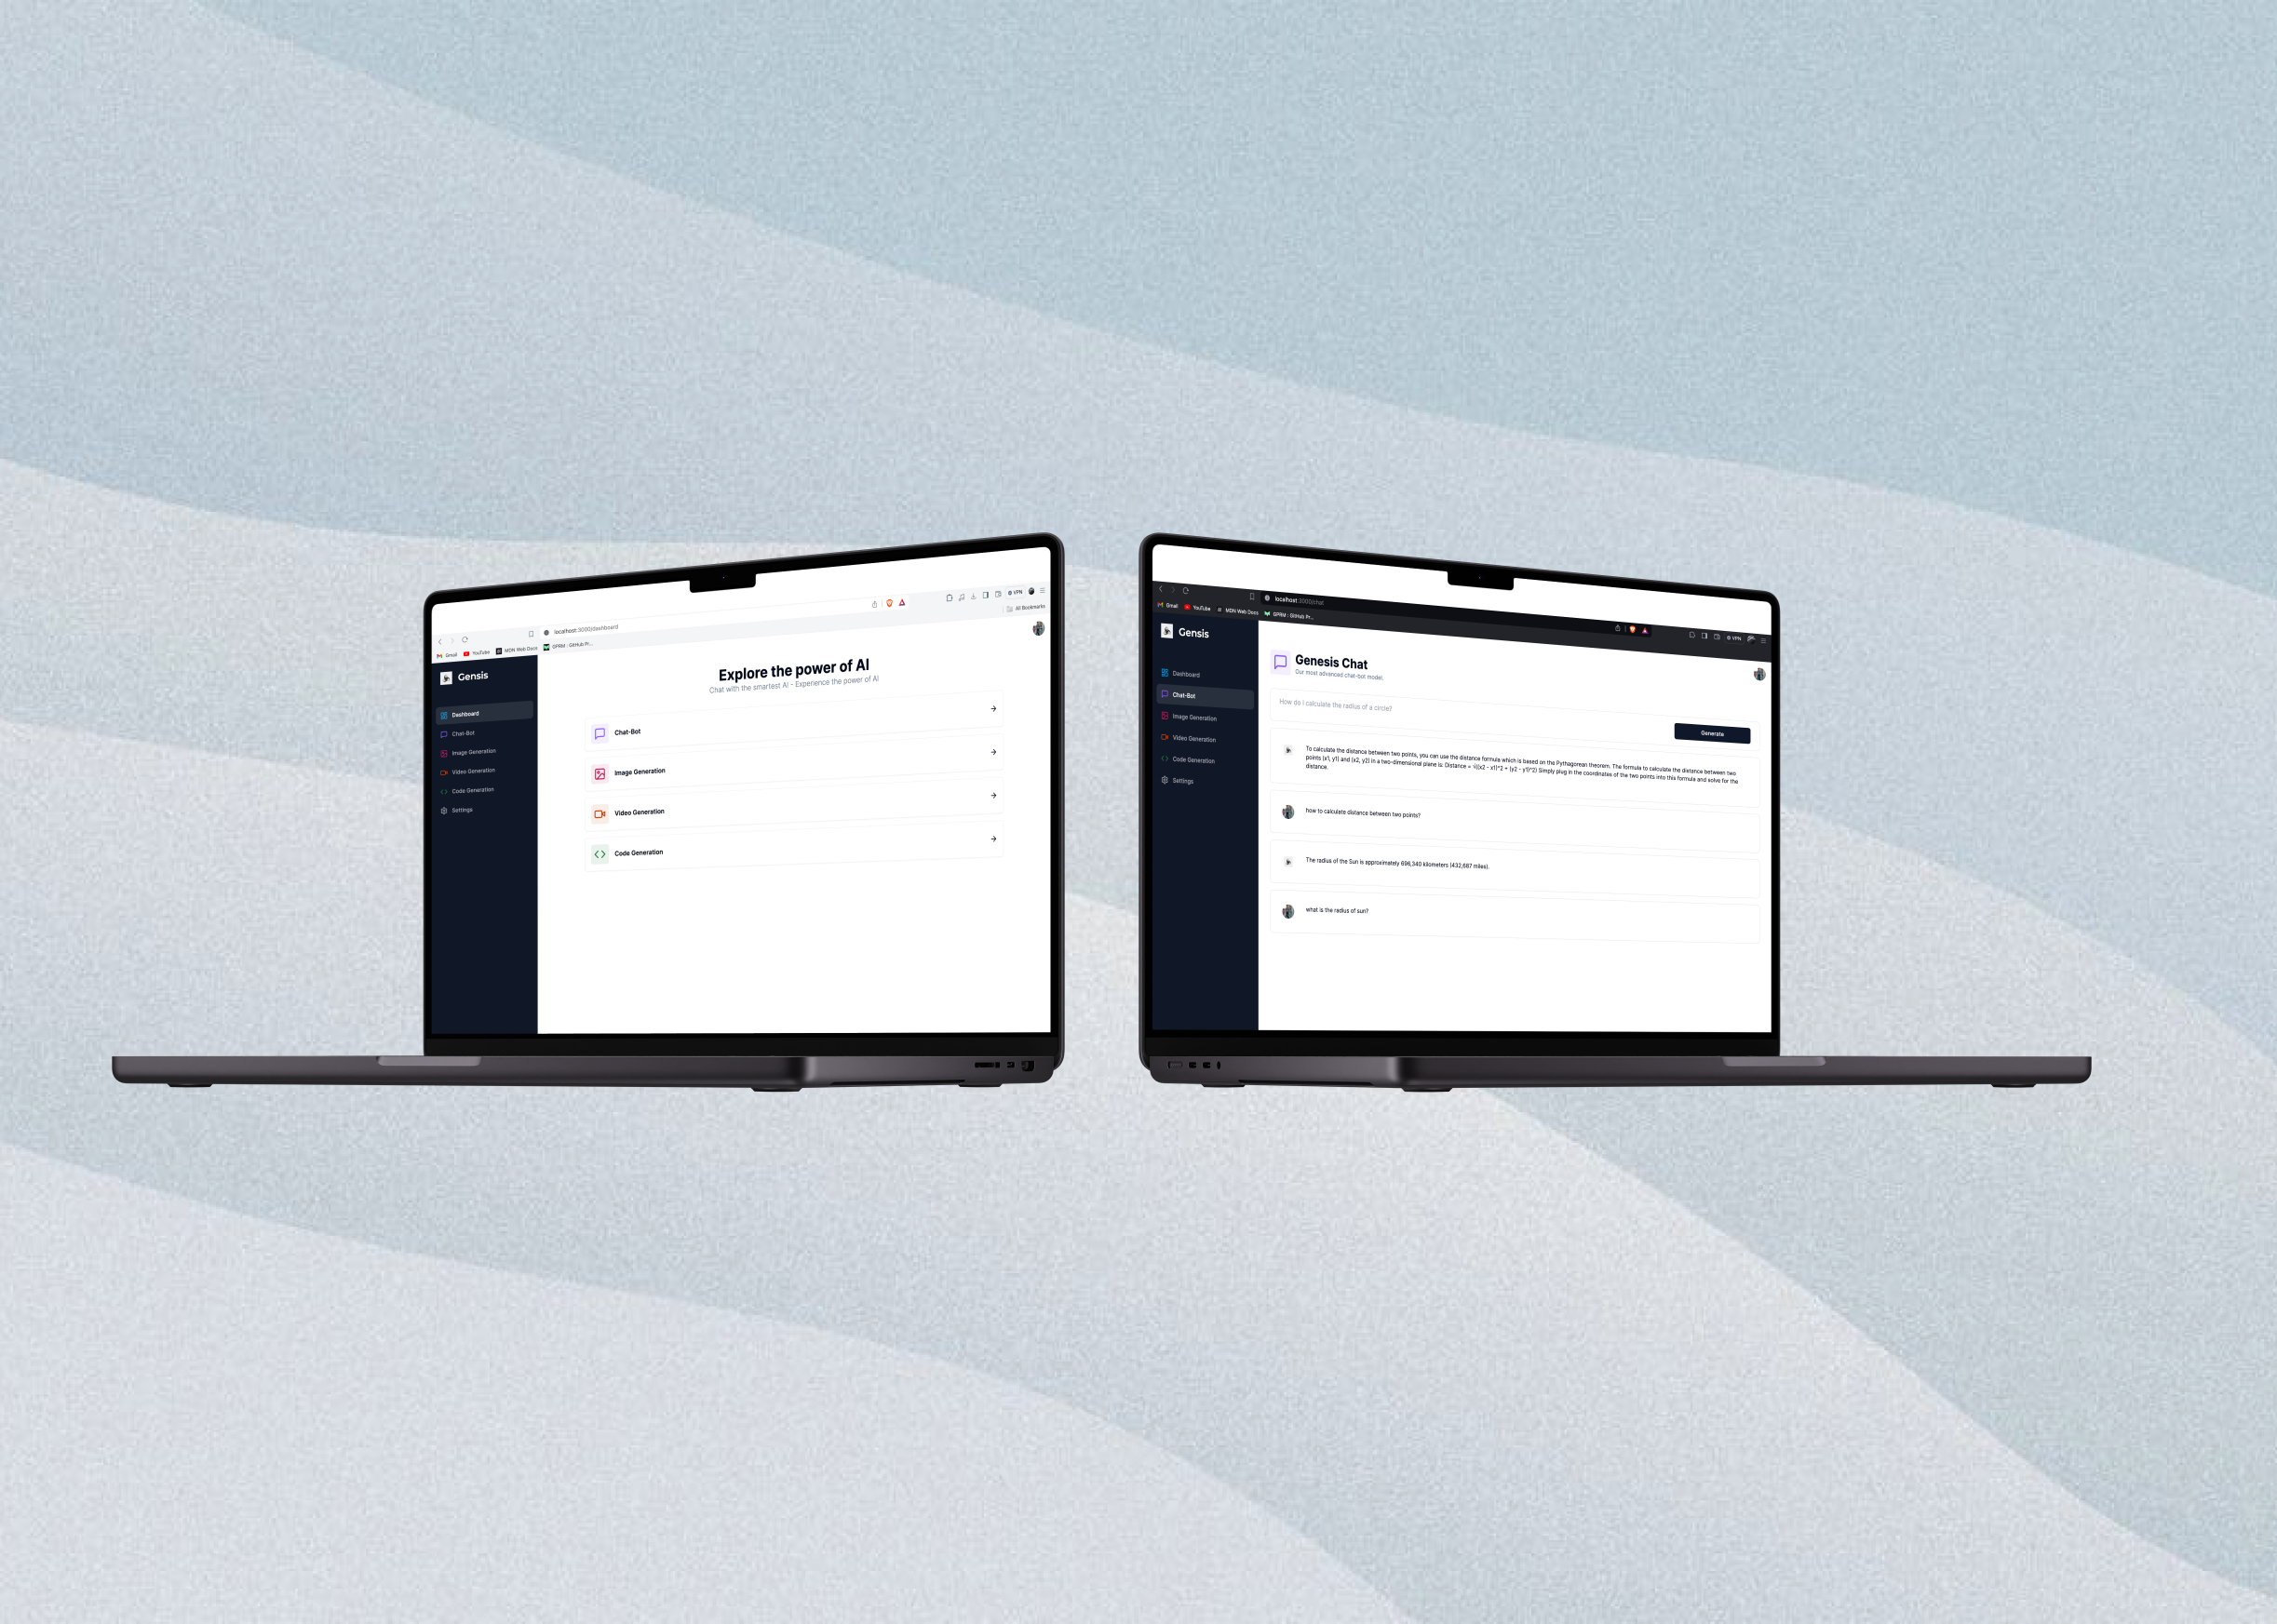 localhost:3000/dashboard
VPN
Gmail
YouTube
MDN Web Docs
GPRM : GitHub Pr...
All Bookmarks
Gensis
Dashboard
Chat-Bot
Image Generation
Video Generation
Code Generation
Settings
Explore the power of AI
Chat with the smartest AI - Experience the power of AI
Chat-Bot
Image Generation
Video Generation
Code Generation
localhost:3000/chat
VPN
Gmail
YouTube
MDN Web Docs
GPRM : GitHub Pr...
Gensis
Dashboard
Chat-Bot
Image Generation
Video Generation
Code Generation
Settings
Genesis Chat
Our most advanced chat-bot model.
How do I calculate the radius of a circle?
Generate
To calculate the distance between two points, you can use the distance formula which is based on the Pythagorean theorem. The formula to calculate the distance between two
points (x1, y1) and (x2, y2) in a two-dimensional plane is: Distance = √((x2 - x1)^2 + (y2 - y1)^2) Simply plug in the coordinates of the two points into this formula and solve for the
distance.
how to calculate distance between two points?
The radius of the Sun is approximately 696,340 kilometers (432,687 miles).
what is the radius of sun?